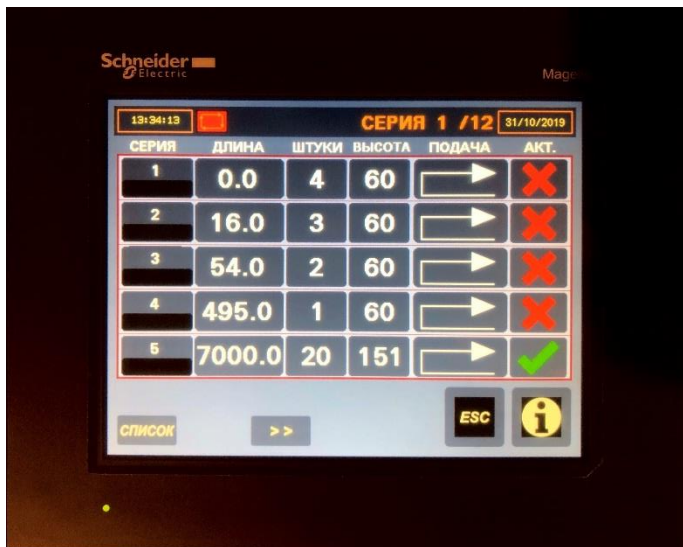 Schneider
Electric
13:34:13 СЕРИЯ 1 /12 31/10/2019
СЕРИЯ ДЛИНА ШТУКИ ВЫСОТА ПОДАЧА АКТ.
1 0.0 4 60
2 16.0 3 60
3 54.0 2 60
4 495.0 1 60
5 7000.0 20 151
СПИСОК >> ESC i